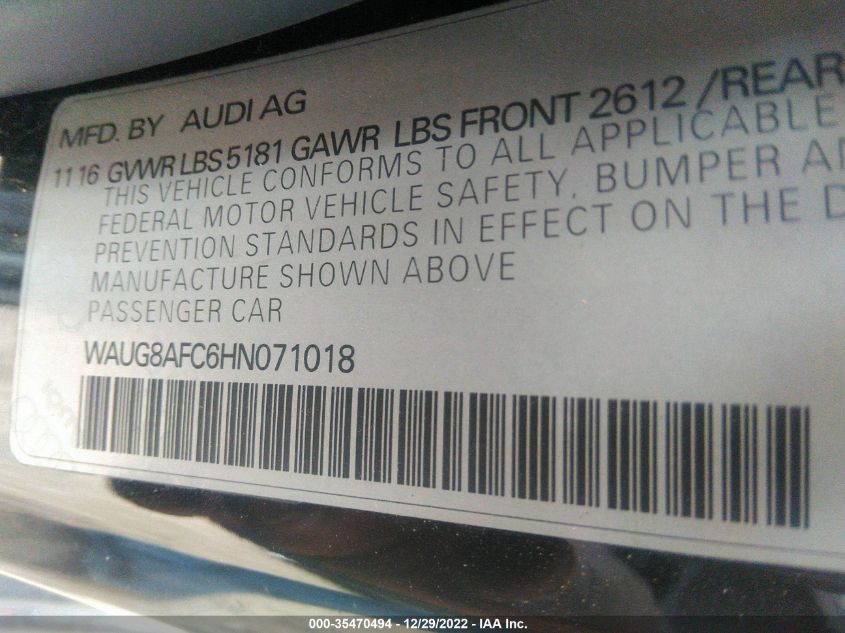 MFD. BY AUDI AG
11 16 GVWR LBS 5181 GAWR LBS FRONT 2612 /REAR
THIS VEHICLE CONFORMS TO ALL APPLICABLE
FEDERAL MOTOR VEHICLE SAFETY, BUMPER
PREVENTION STANDARDS IN EFFECT ON THE
MANUFACTURE SHOWN ABOVE
PASSENGER CAR
WAUG8AFC6HN071018
000-35470494 - 12/29/2022 - IAA Inc.